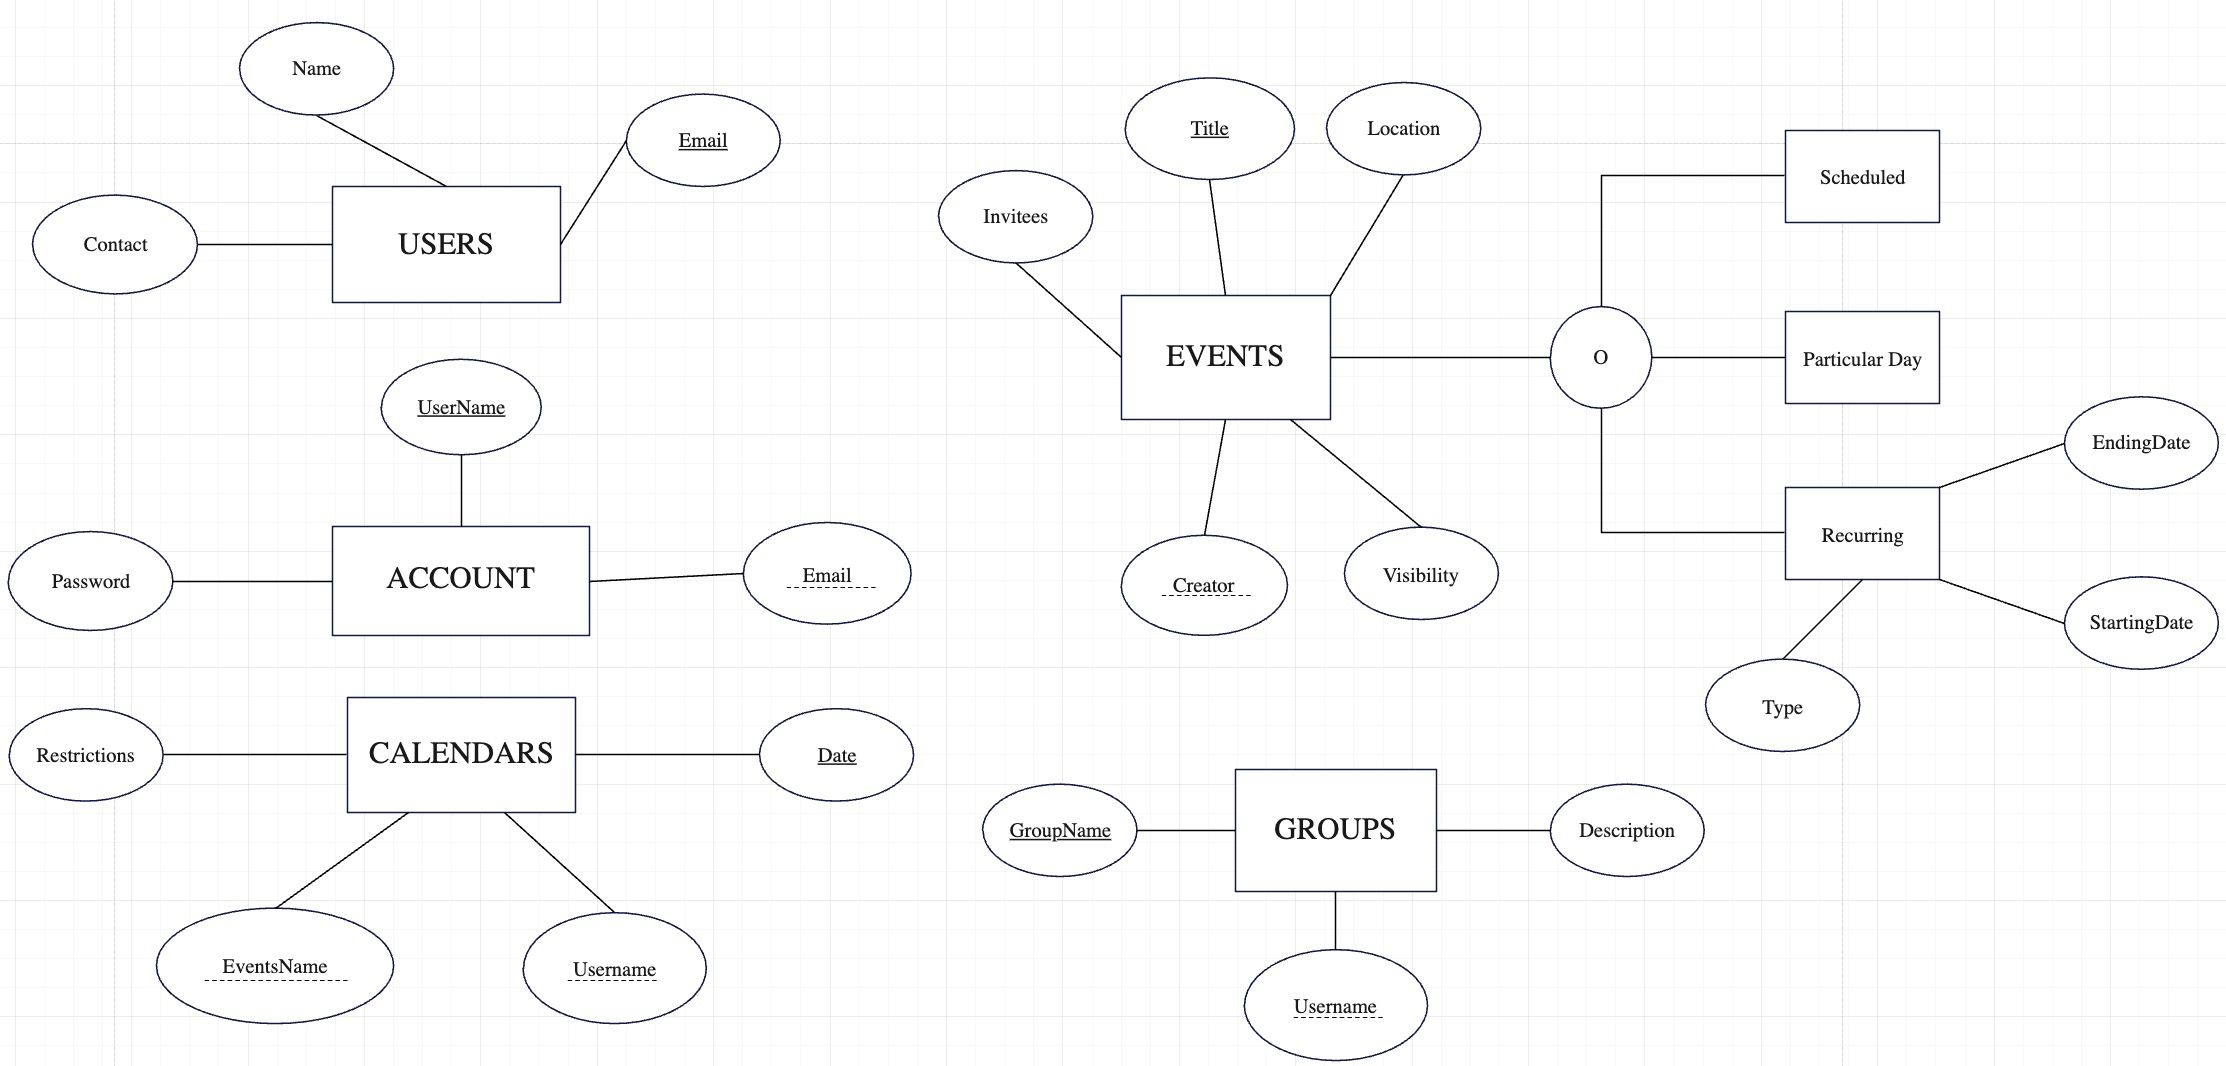 Name
Email
Contact
USERS
UserName
Password
ACCOUNT
Email
Restrictions
CALENDARS
Date
EventsName
Username
Title
Location
Invitees
EVENTS
O
Creator
Visibility
Scheduled
Particular Day
Recurring
EndingDate
StartingDate
Type
GroupName
GROUPS
Description
Username